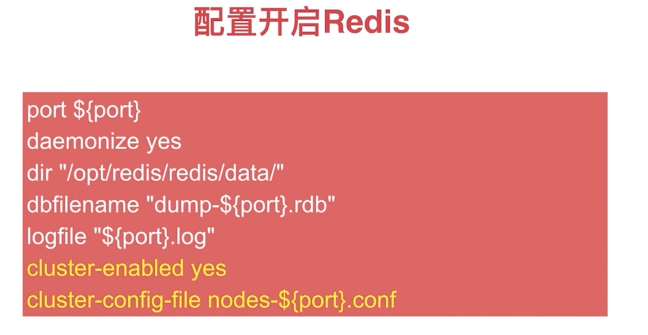 配置开启Redis
port ${port}
daemonize yes
dir "/opt/redis/redis/data/"
dbfilename "dump-${port}.rdb"
logfile "${port}.log"
cluster-enabled yes
cluster-config-file nodes-${port}.conf